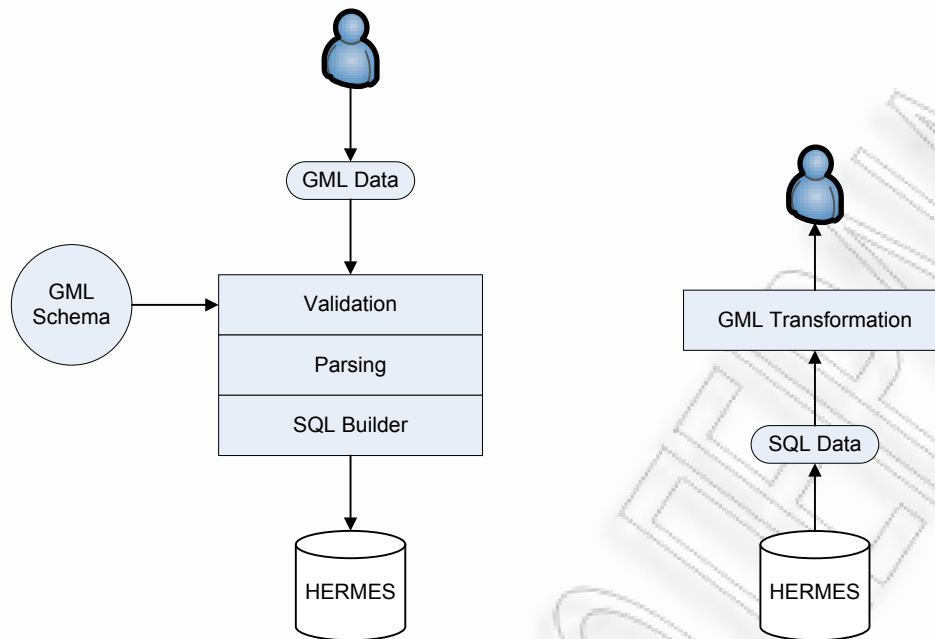 GML Data
GML
Schema
Validation
Parsing
SQL Builder
HERMES
GML Transformation
SQL Data
HERMES